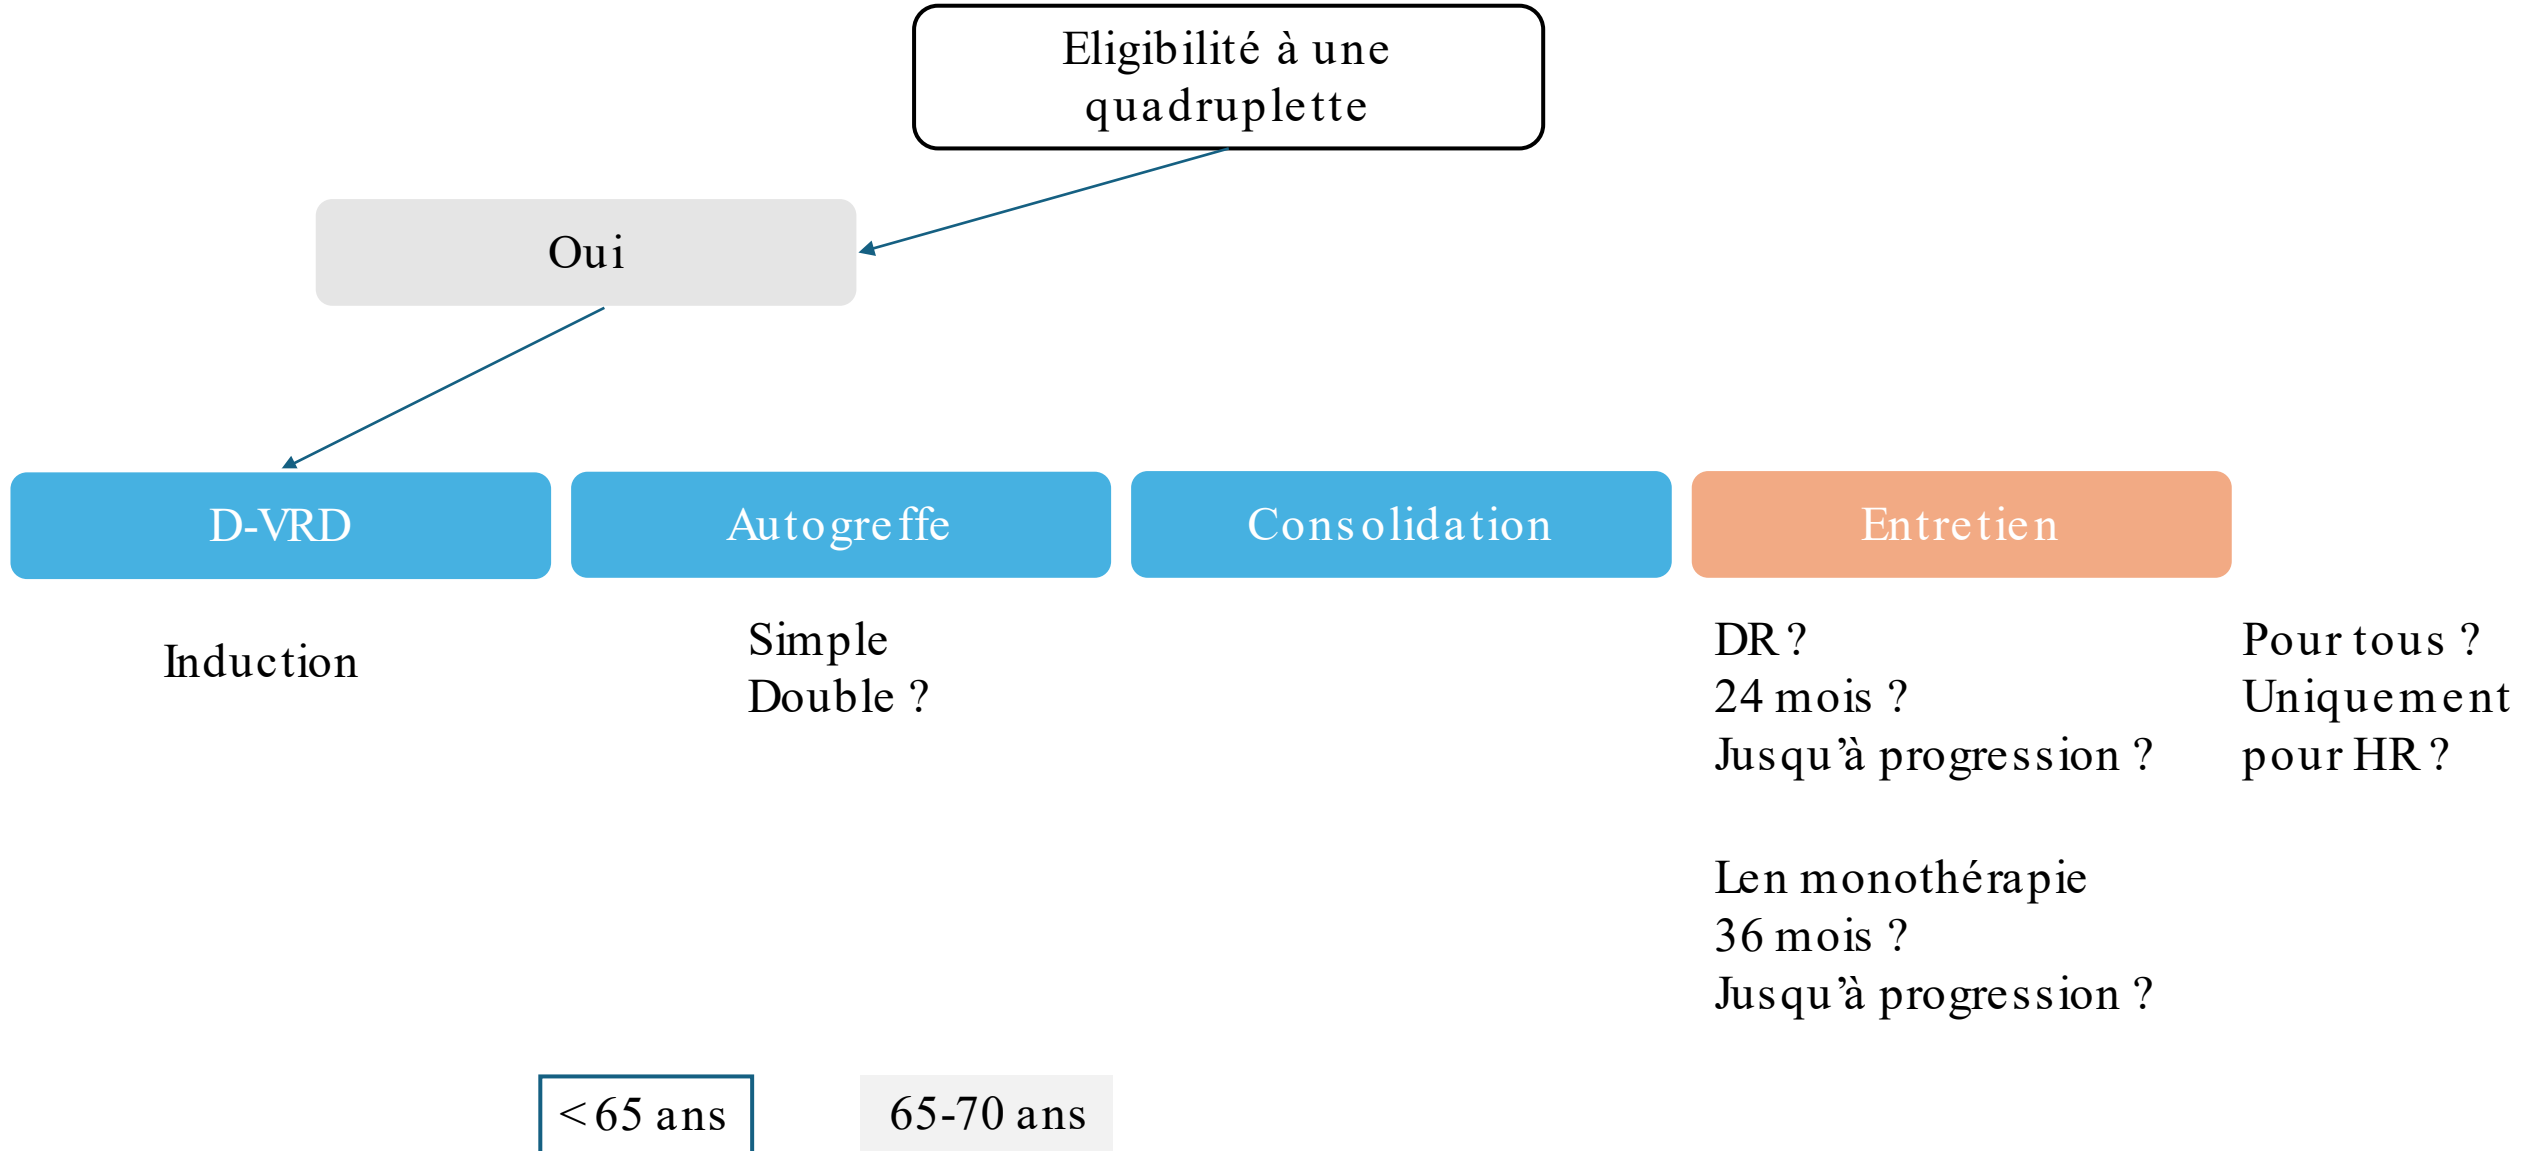 Eligibilité à une
quadruplette
Oui
D-VRD
Autogreffe
Consolidation
Entretien
Induction
Simple
Double ?
DR ?
24 mois ?
Jusqu’à progression ?
Pour tous ?
Uniquement
pour HR ?
Len monothérapie
36 mois ?
Jusqu’à progression ?
<65 ans
65-70 ans